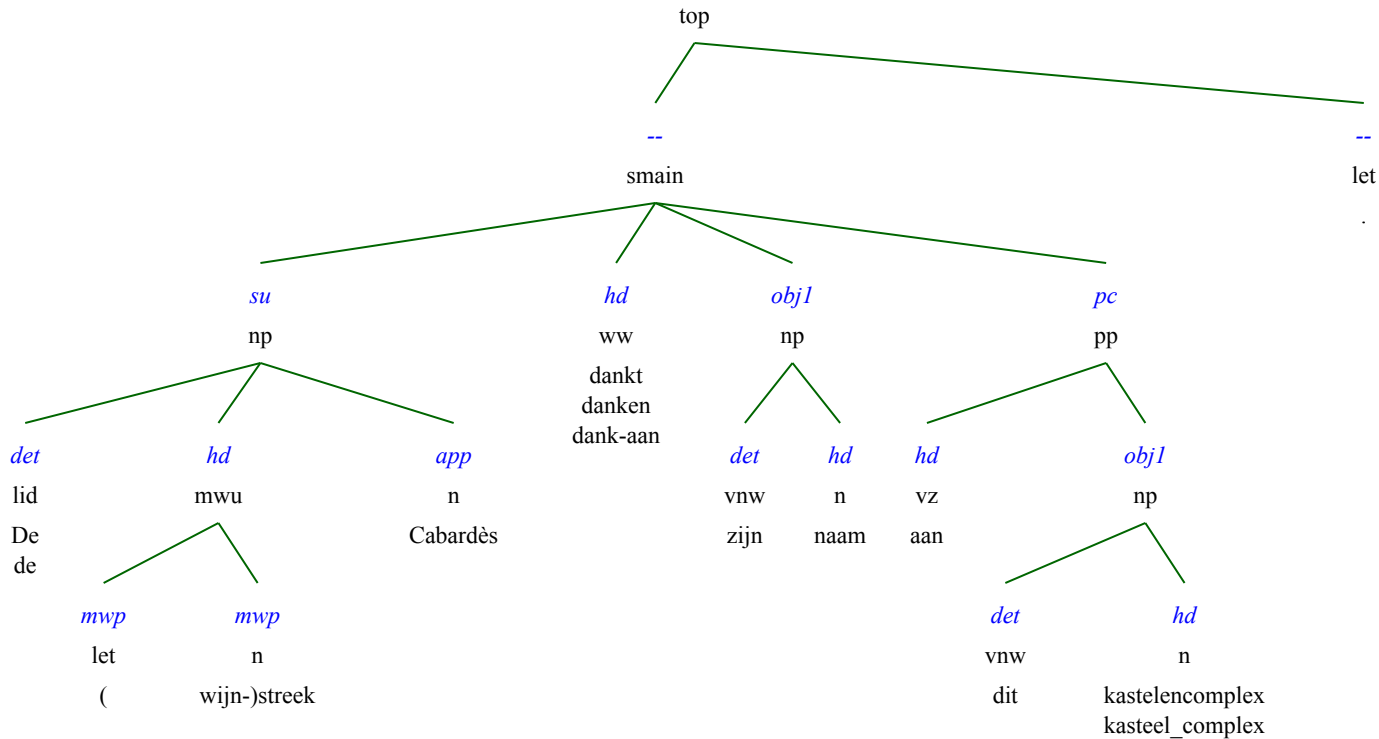 top
-- --
smain let
.
su hd obj1 pc
np ww np pp
dankt
danken
dank-aan
det hd app det hd hd obj1
lid mwu n vnw n vz np
De Cabardès zijn naam aan
de
mwp mwp det hd
let n vnw n
( wijn-)streek dit kastelencomplex
kasteel_complex